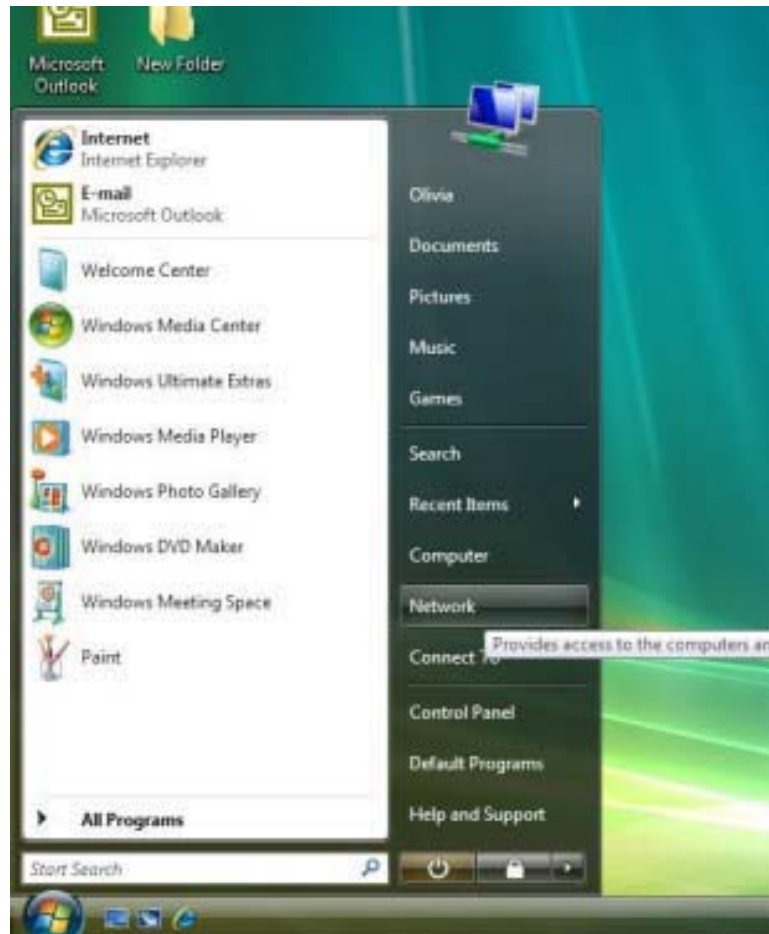 Microsoft
Outlook
New Folder
Internet
Internet Explorer
E-mail
Microsoft Outlook
Welcome Center
Windows Media Center
Windows Ultimate Extras
Windows Media Player
Windows Photo Gallery
Windows DVD Maker
Windows Meeting Space
Paint
All Programs
Start Search
Olivia
Documents
Pictures
Music
Games
Search
Recent Items
Computer
Network
Provides access to the computers an
Connect To
Control Panel
Default Programs
Help and Support